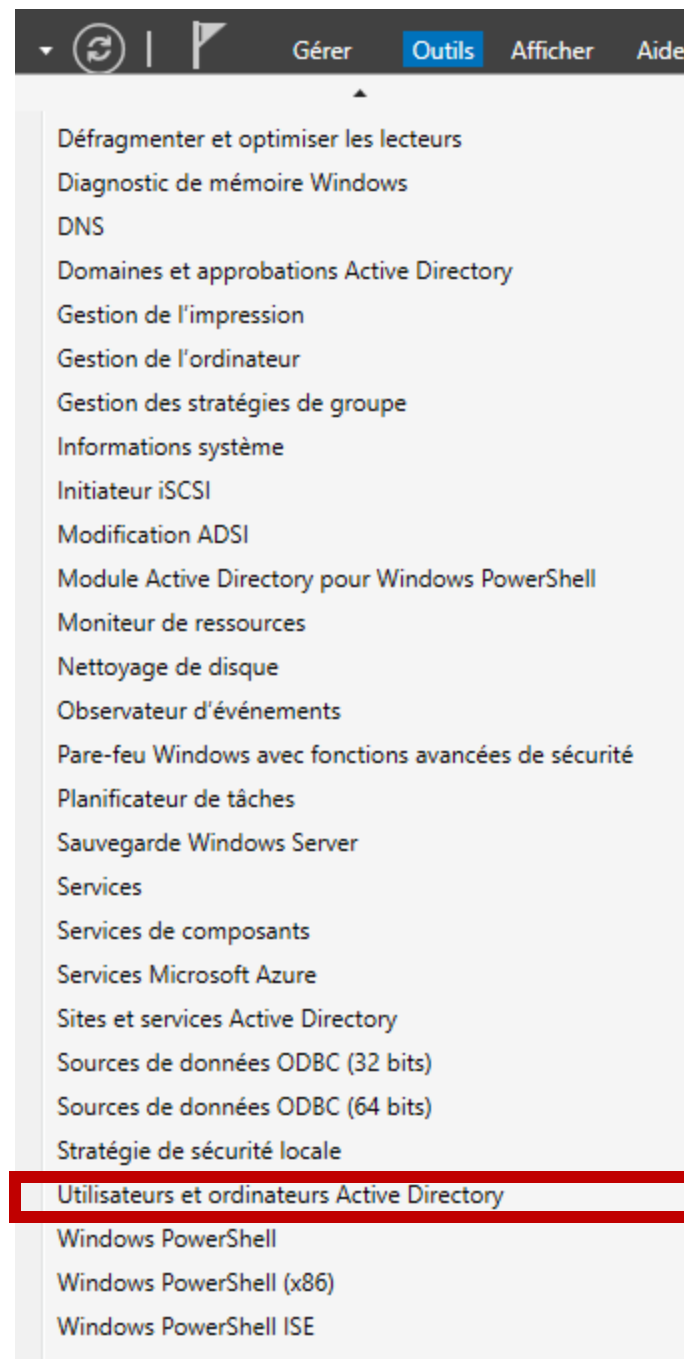 Gérer Outils Afficher Aide
Défragmenter et optimiser les lecteurs
Diagnostic de mémoire Windows
DNS
Domaines et approbations Active Directory
Gestion de l'impression
Gestion de l'ordinateur
Gestion des stratégies de groupe
Informations système
Initiateur iSCSI
Modification ADSI
Module Active Directory pour Windows PowerShell
Moniteur de ressources
Nettoyage de disque
Observateur d'événements
Pare-feu Windows avec fonctions avancées de sécurité
Planificateur de tâches
Sauvegarde Windows Server
Services
Services de composants
Services Microsoft Azure
Sites et services Active Directory
Sources de données ODBC (32 bits)
Sources de données ODBC (64 bits)
Stratégie de sécurité locale
Utilisateurs et ordinateurs Active Directory
Windows PowerShell
Windows PowerShell (x86)
Windows PowerShell ISE